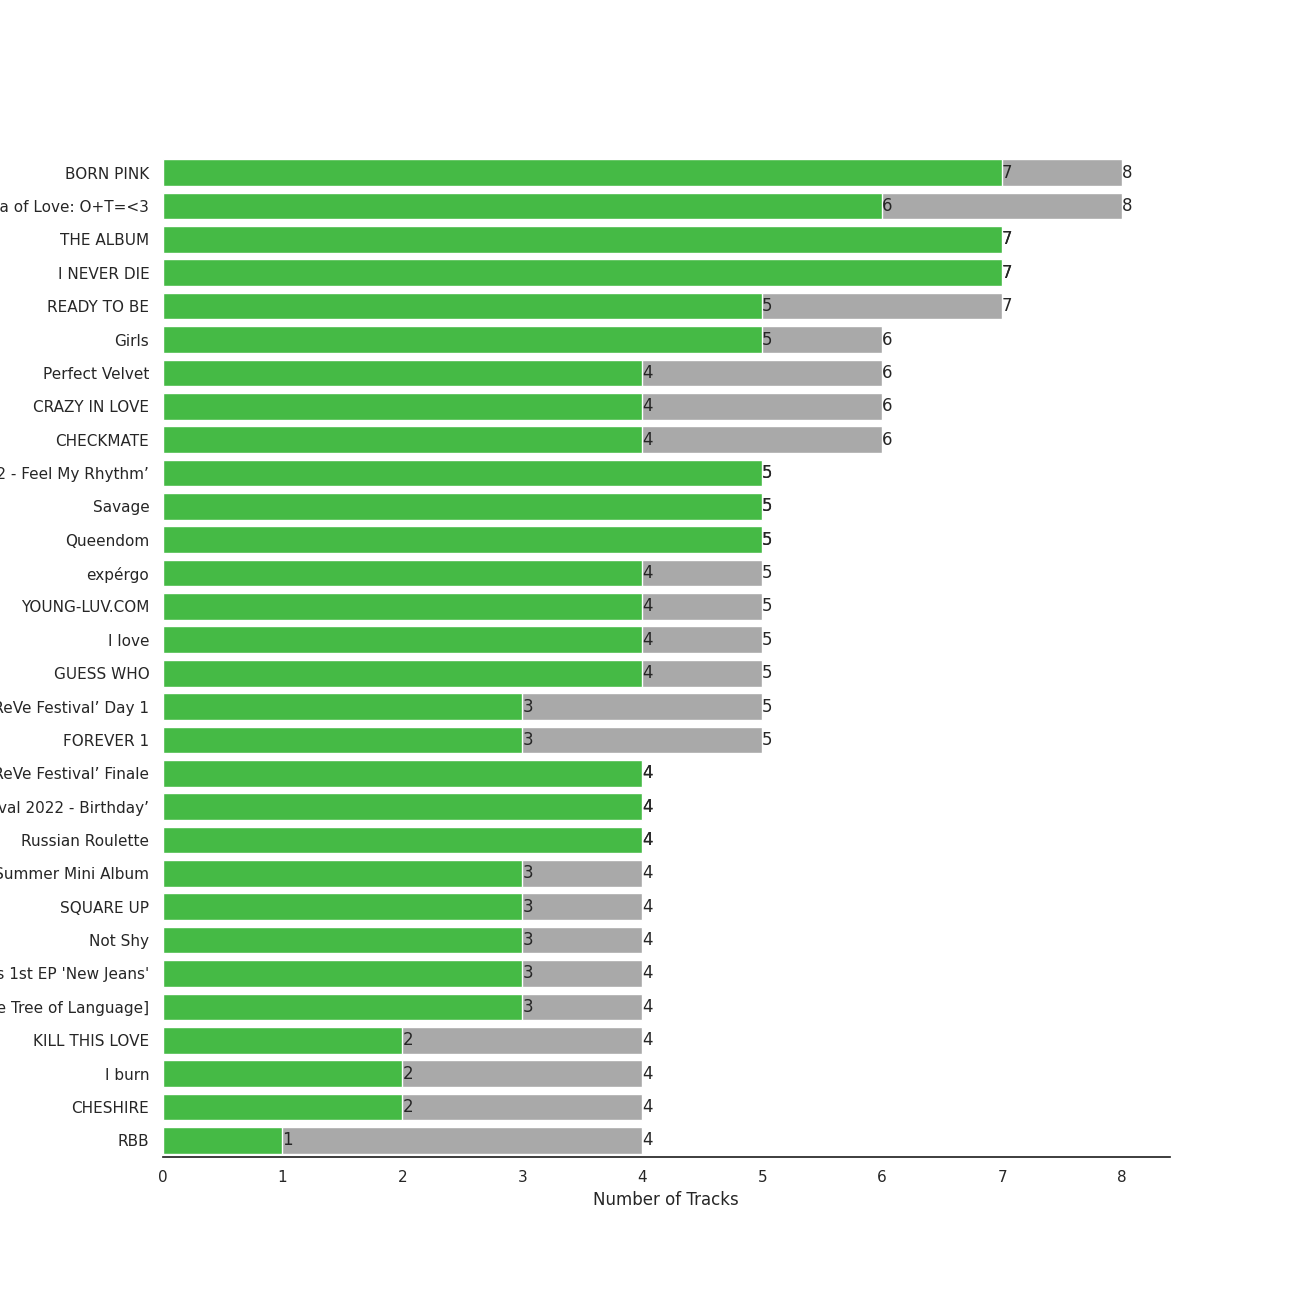 BORN PINK 7 8
a of Love: O+T=<3 6 8
THE ALBUM 7
I NEVER DIE 7
READY TO BE 5 7
Girls 5 6
Perfect Velvet 4 6
CRAZY IN LOVE 4 6
CHECKMATE 4 6
2 - Feel My Rhythm’ 5
Savage 5
Queendom 5
expérgo 4 5
YOUNG-LUV.COM 4 5
I love 4 5
GUESS WHO 4 5
ReVe Festival’ Day 1 3 5
FOREVER 1 3 5
ReVe Festival’ Finale 4
val 2022 - Birthday’ 4
Russian Roulette 4
Summer Mini Album 3 4
SQUARE UP 3 4
Not Shy 3 4
s 1st EP 'New Jeans' 3 4
e Tree of Language] 3 4
KILL THIS LOVE 2 4
I burn 2 4
CHESHIRE 2 4
RBB 1 4
0 1 2 3 4 5 6 7 8
Number of Tracks